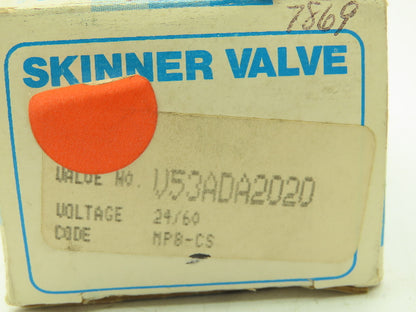 7869
SKINNER VALVE
VALVE NO. V53ADA2020
VOLTAGE 24/60
CODE MP8-CS